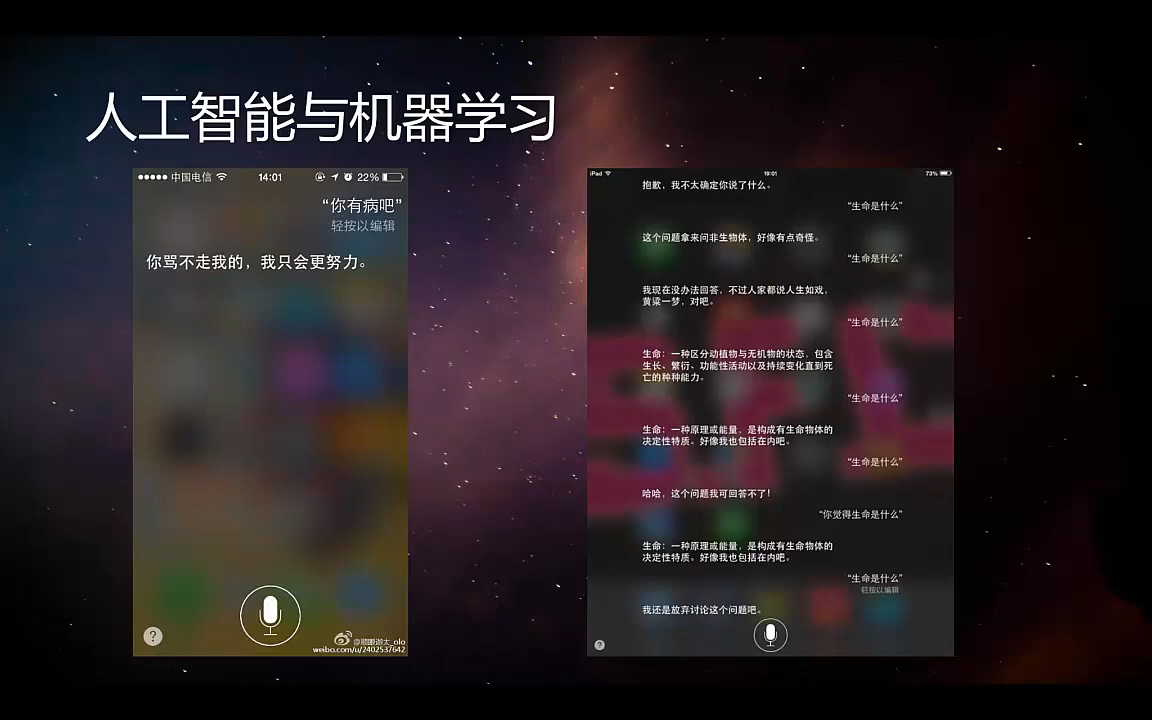 人工智能与机器学习
中国电信
14:01
22%
“你有病吧”
轻按以编辑
你骂不走我的，我只会更努力。
?
weibo.com/u/2402537642
iPad
19:01
73%
抱歉，我不太确定你说了什么。
“生命是什么”
这个问题拿来问非生物体，好像有点奇怪。
“生命是什么”
我现在没办法回答，不过人家都说人生如戏，
黄粱一梦，对吧。
“生命是什么”
生命：一种区分动植物与无机物的状态，包含
生长、繁衍、功能性活动以及持续变化直到死
亡的种种能力。
“生命是什么”
生命：一种原理或能量，是构成有生命物体的
决定性特质。好像我也包括在内吧。
“生命是什么”
哈哈，这个问题我可回答不了！
“你觉得生命是什么”
生命：一种原理或能量，是构成有生命物体的
决定性特质。好像我也包括在内吧。
“生命是什么”
轻按以编辑
我还是放弃讨论这个问题吧。
?